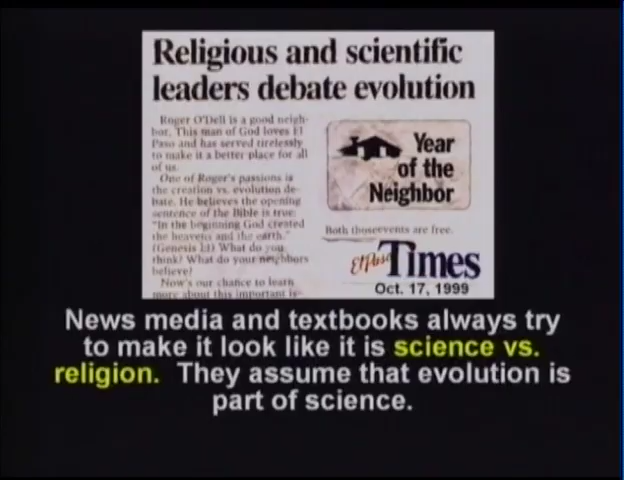 Religious and scientific
leaders debate evolution
Roger O'Dell is a good neigh-
bor. This man of God loves El
Paso and has served tirelessly
to make it a better place for all
of us.
One of Roger's passions is
the creation vs. evolution de-
bate. He believes the opening
sentence of the Bible is true:
"In the beginning God created
the heavens and the earth."
(Genesis 1:1) What do you
think? What do your neighbors
believe?
Now's our chance to learn
more about this important is-
Year
of the
Neighbor
Both those events are free.
El Paso Times
Oct. 17, 1999
News media and textbooks always try
to make it look like it is science vs.
religion. They assume that evolution is
part of science.